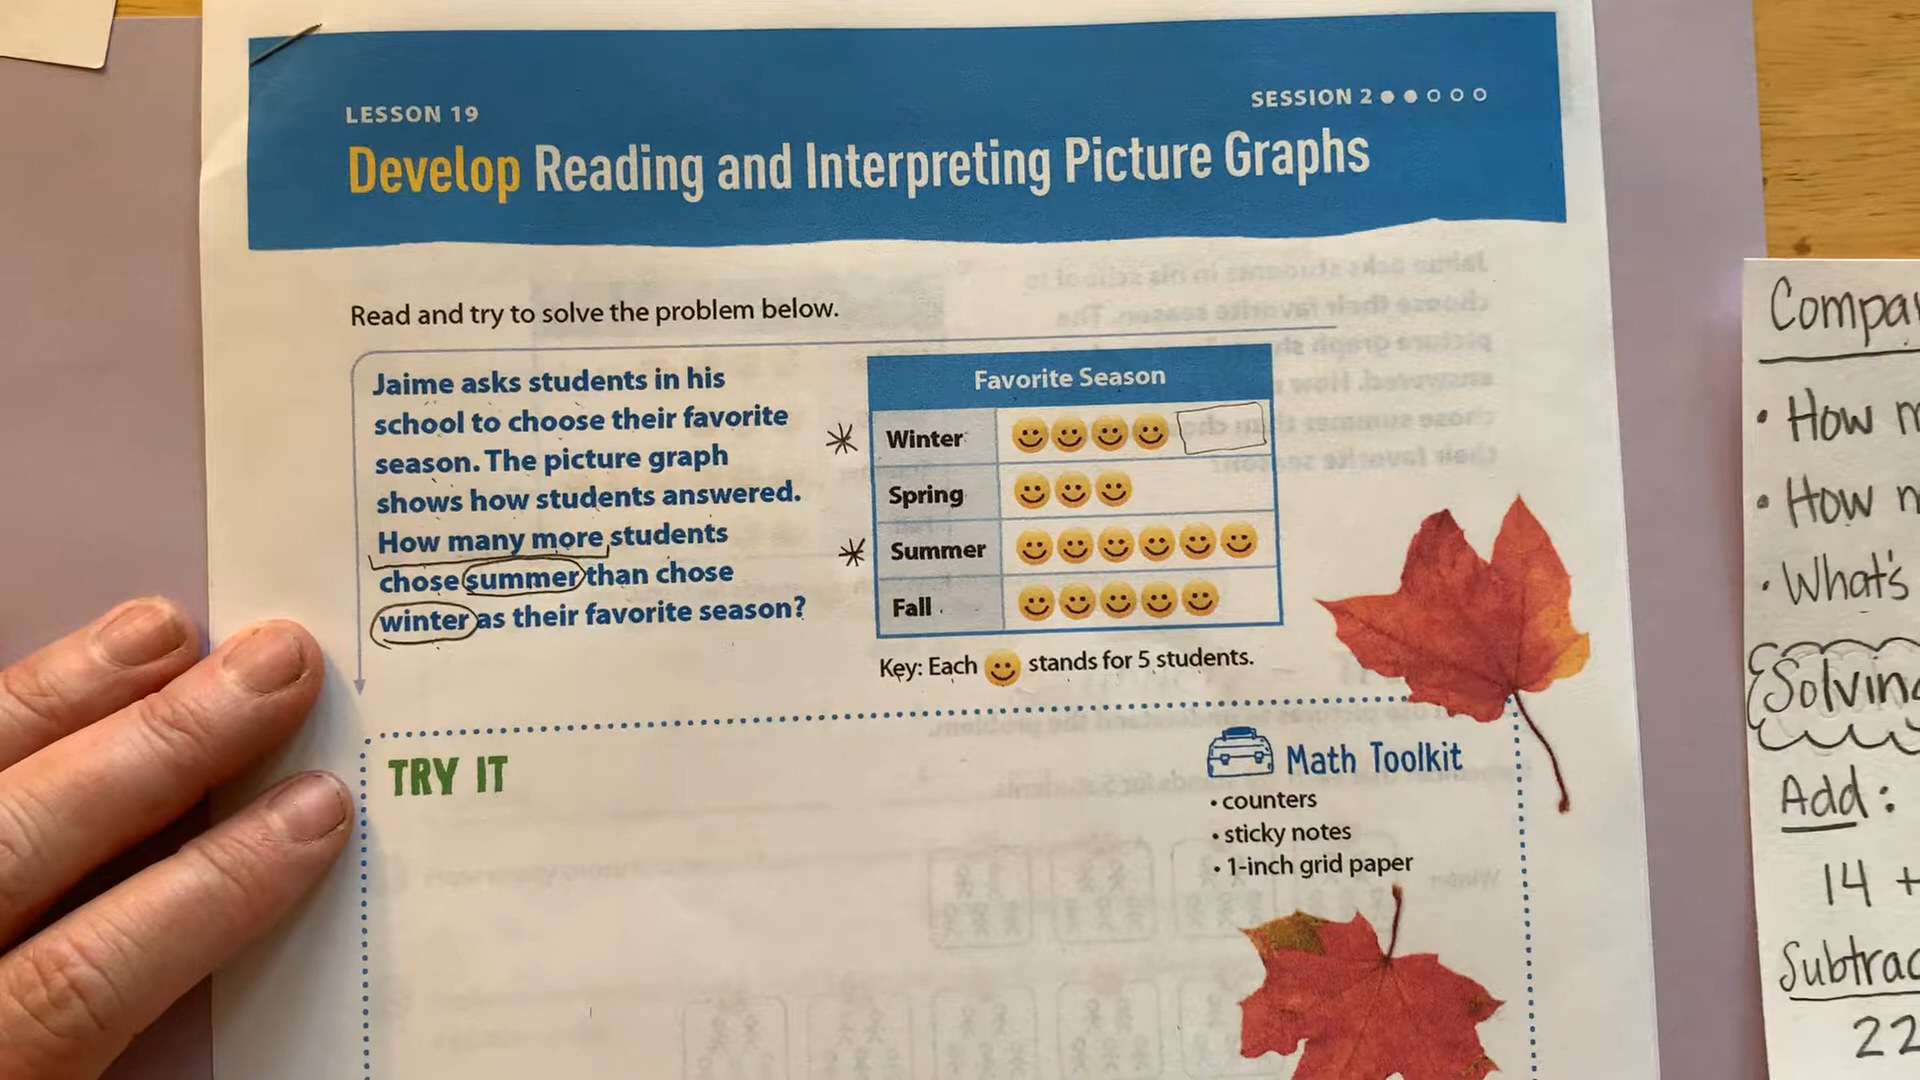 LESSON 19
SESSION 2
Develop Reading and Interpreting Picture Graphs
Read and try to solve the problem below.
Jaime asks students in his
school to choose their favorite
season. The picture graph
shows how students answered.
How many more students
chose summer than chose
winter as their favorite season?
Favorite Season
Winter
Spring
Summer
Fall
Key: Each stands for 5 students.
TRY IT
Math Toolkit
• counters
• sticky notes
• 1-inch grid paper
• How
• How
• What's
Add:
14 +
22